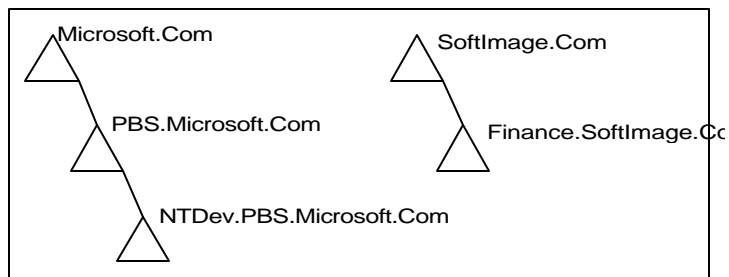 Microsoft.Com
SoftImage.Com
PBS.Microsoft.Com
Finance.SoftImage.Co
NTDev.PBS.Microsoft.Com